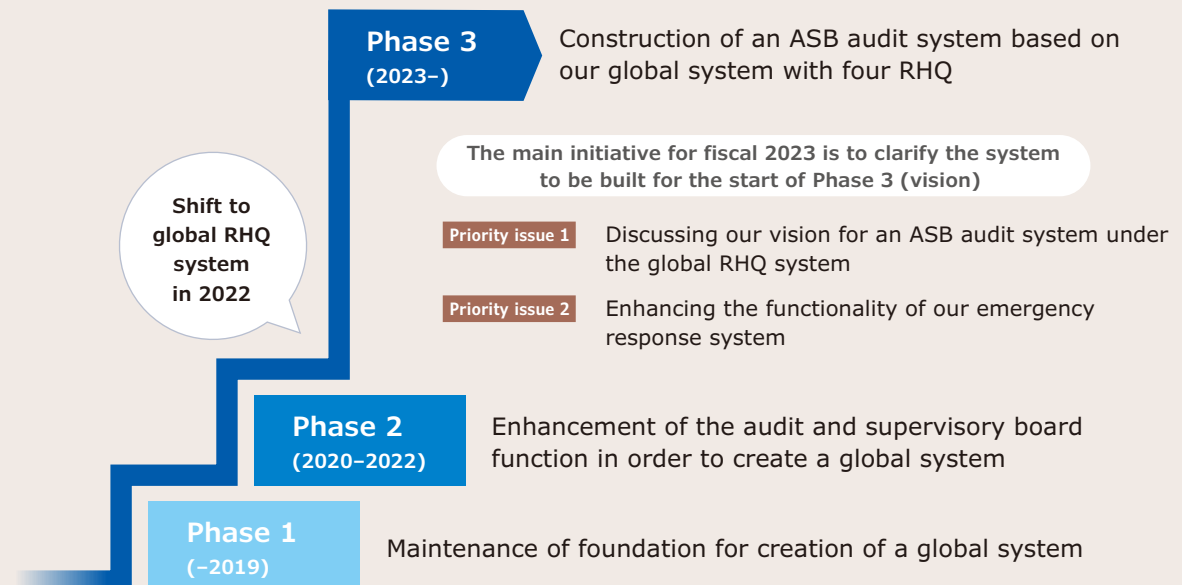 Phase 3
(2023–)
Construction of an ASB audit system based on
our global system with four RHQ
The main initiative for fiscal 2023 is to clarify the system
to be built for the start of Phase 3 (vision)
Shift to
global RHQ
system
in 2022
Priority issue 1
Discussing our vision for an ASB audit system under
the global RHQ system
Priority issue 2
Enhancing the functionality of our emergency
response system
Phase 2
(2020–2022)
Enhancement of the audit and supervisory board
function in order to create a global system
Phase 1
(–2019)
Maintenance of foundation for creation of a global system